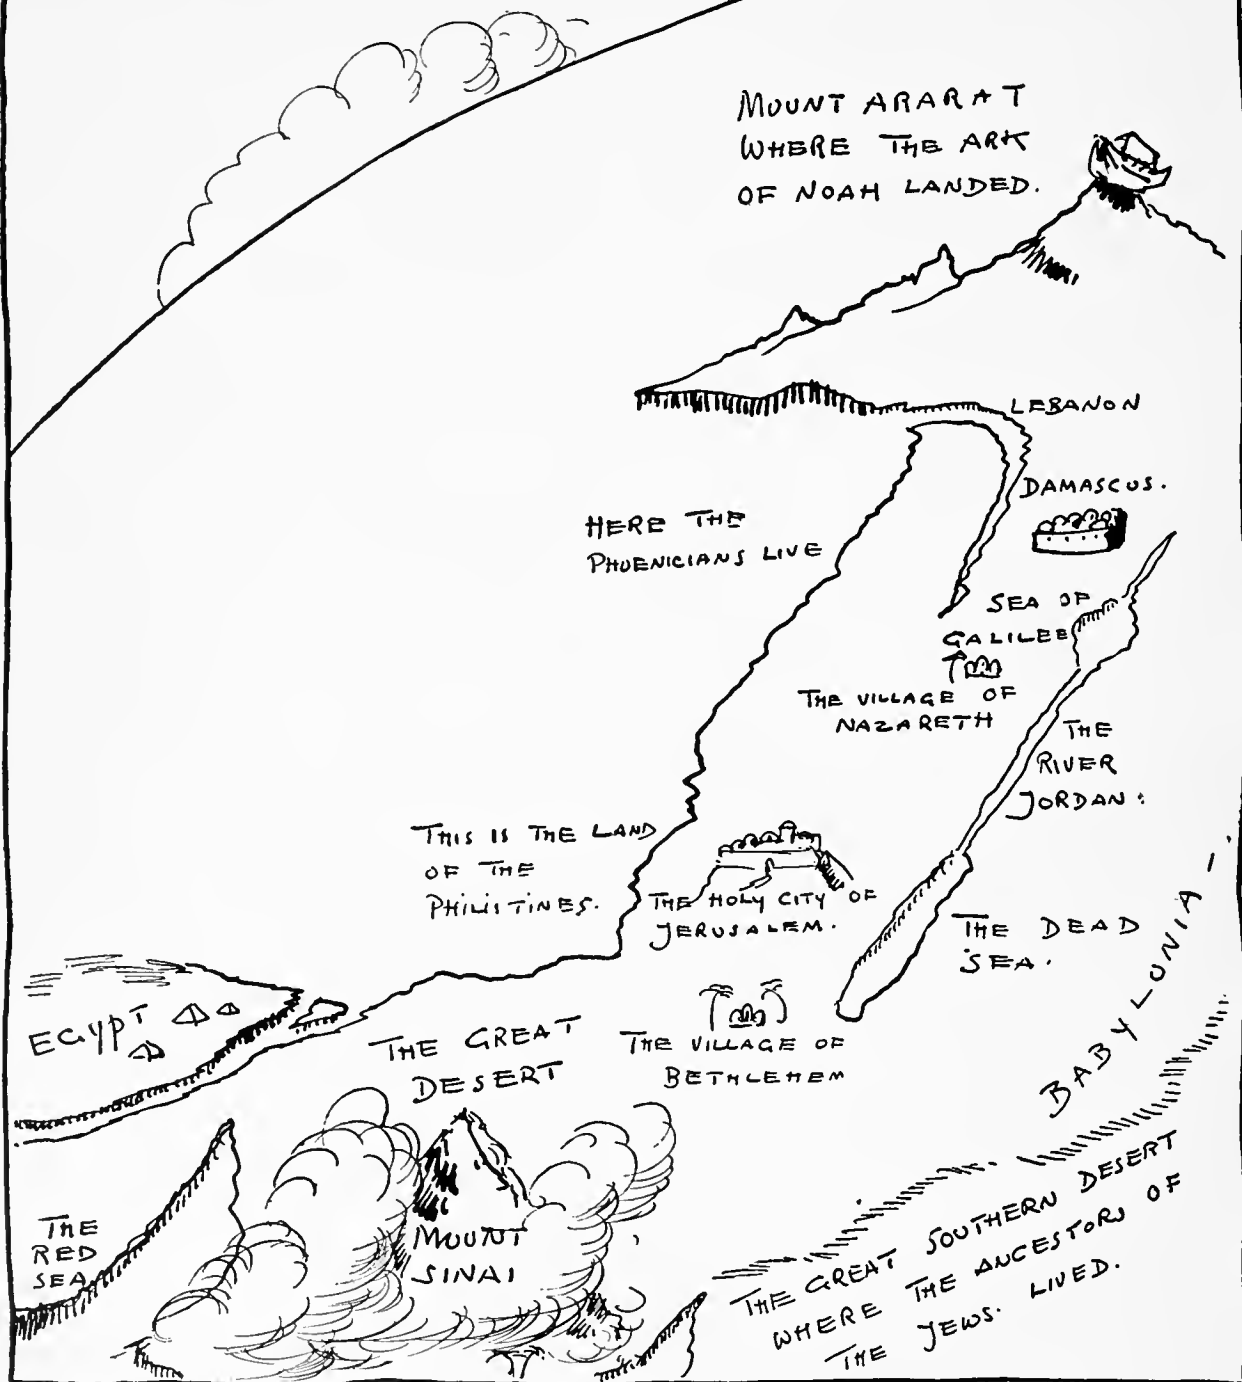 MOUNT ARARAT
WHERE THE ARK
OF NOAH LANDED.
LEBANON
DAMASCUS.
HERE THE
PHOENICIANS LIVE
SEA OF
GALILEE
THE VILLAGE OF
NAZARETH
THE
RIVER
JORDAN.
THIS IS THE LAND
OF THE
PHILISTINES.
THE HOLY CITY OF
JERUSALEM.
THE DEAD
SEA.
BABYLONIA
EGYPT
THE GREAT
DESERT
THE VILLAGE OF
BETHLEHEM
THE
RED
SEA
MOUNT
SINAI
THE GREAT SOUTHERN DESERT
WHERE THE ANCESTORS OF
THE JEWS. LIVED.